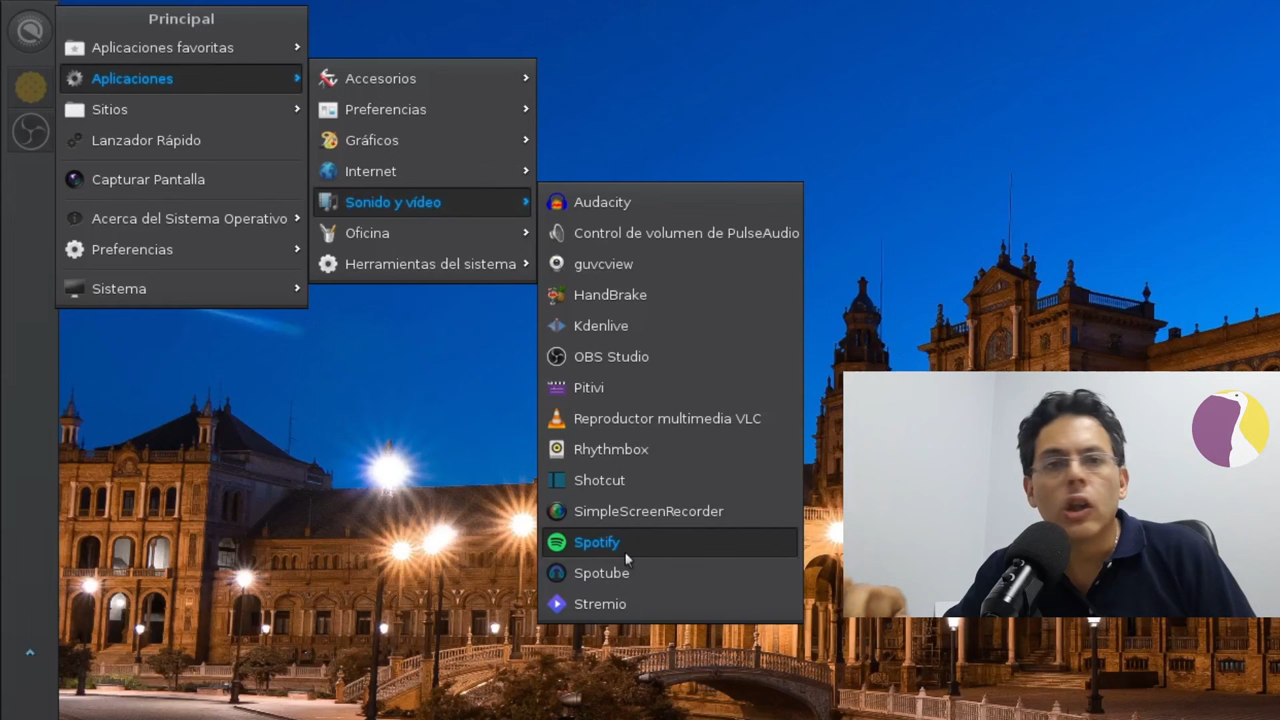 Principal
Aplicaciones favoritas
Aplicaciones
Sitios
Lanzador Rápido
Capturar Pantalla
Acerca del Sistema Operativo
Preferencias
Sistema
Accesorios
Preferencias
Gráficos
Internet
Sonido y vídeo
Oficina
Herramientas del sistema
Audacity
Control de volumen de PulseAudio
guvcview
HandBrake
Kdenlive
OBS Studio
Pitivi
Reproductor multimedia VLC
Rhythmbox
Shotcut
SimpleScreenRecorder
Spotify
Spotube
Stremio